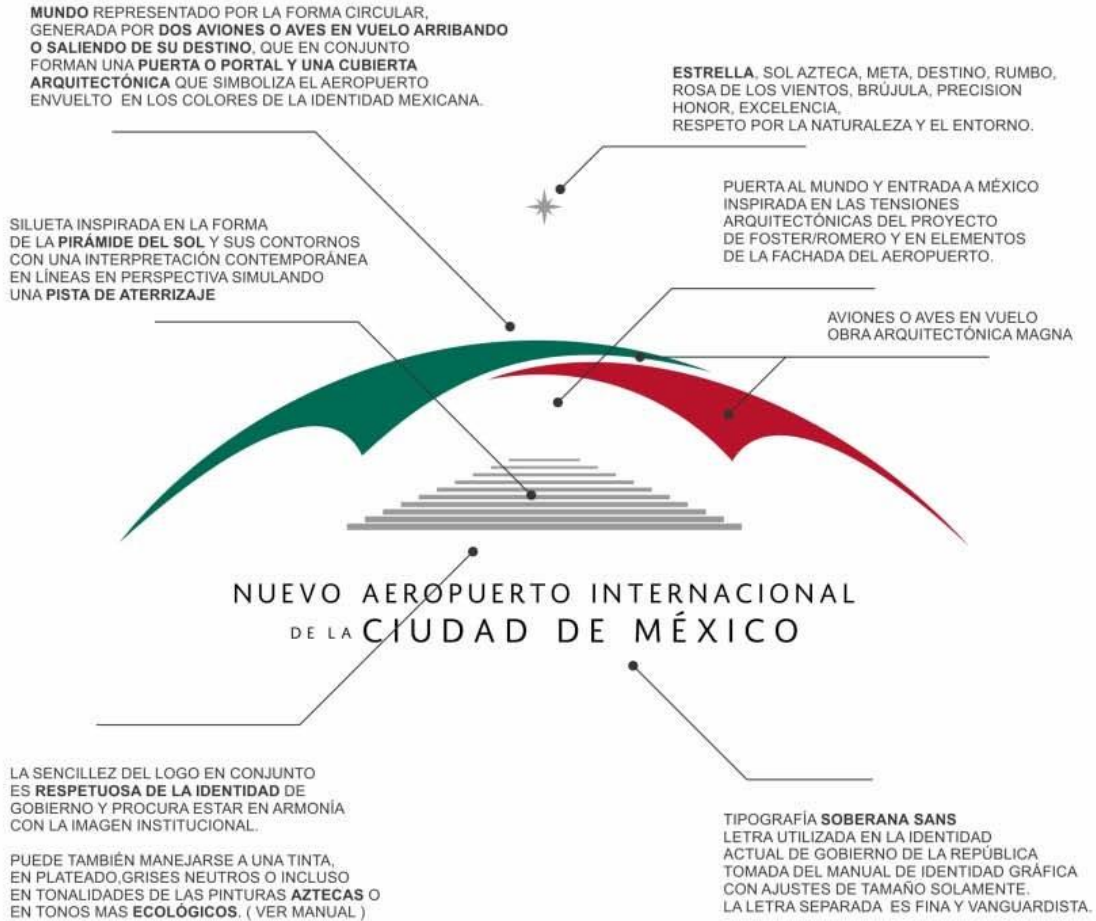 MUNDO REPRESENTADO POR LA FORMA CIRCULAR,
GENERADA POR DOS AVIONES O AVES EN VUELO ARRIBANDO
O SALIENDO DE SU DESTINO, QUE EN CONJUNTO
FORMAN UNA PUERTA O PORTAL Y UNA CUBIERTA
ARQUITECTÓNICA QUE SIMBOLIZA EL AEROPUERTO
ENVUELTO EN LOS COLORES DE LA IDENTIDAD MEXICANA.
ESTRELLA, SOL AZTECA, META, DESTINO, RUMBO,
ROSA DE LOS VIENTOS, BRÚJULA, PRECISION
HONOR, EXCELENCIA,
RESPETO POR LA NATURALEZA Y EL ENTORNO.
PUERTA AL MUNDO Y ENTRADA A MÉXICO
INSPIRADA EN LAS TENSIONES
ARQUITECTÓNICAS DEL PROYECTO
DE FOSTER/ROMERO Y EN ELEMENTOS
DE LA FACHADA DEL AEROPUERTO.
SILUETA INSPIRADA EN LA FORMA
DE LA PIRÁMIDE DEL SOL Y SUS CONTORNOS
CON UNA INTERPRETACIÓN CONTEMPORÁNEA
EN LÍNEAS EN PERSPECTIVA SIMULANDO
UNA PISTA DE ATERRIZAJE
AVIONES O AVES EN VUELO
OBRA ARQUITECTÓNICA MAGNA
NUEVO AEROPUERTO INTERNACIONAL
DE LA CIUDAD DE MÉXICO
LA SENCILLEZ DEL LOGO EN CONJUNTO
ES RESPETUOSA DE LA IDENTIDAD DE
GOBIERNO Y PROCURA ESTAR EN ARMONÍA
CON LA IMAGEN INSTITUCIONAL.
PUEDE TAMBIÉN MANEJARSE A UNA TINTA,
EN PLATEADO,GRISES NEUTROS O INCLUSO
EN TONALIDADES DE LAS PINTURAS AZTECAS O
EN TONOS MAS ECOLÓGICOS. ( VER MANUAL )
TIPOGRAFÍA SOBERANA SANS
LETRA UTILIZADA EN LA IDENTIDAD
ACTUAL DE GOBIERNO DE LA REPÚBLICA
TOMADA DEL MANUAL DE IDENTIDAD GRÁFICA
CON AJUSTES DE TAMAÑO SOLAMENTE.
LA LETRA SEPARADA ES FINA Y VANGUARDISTA.